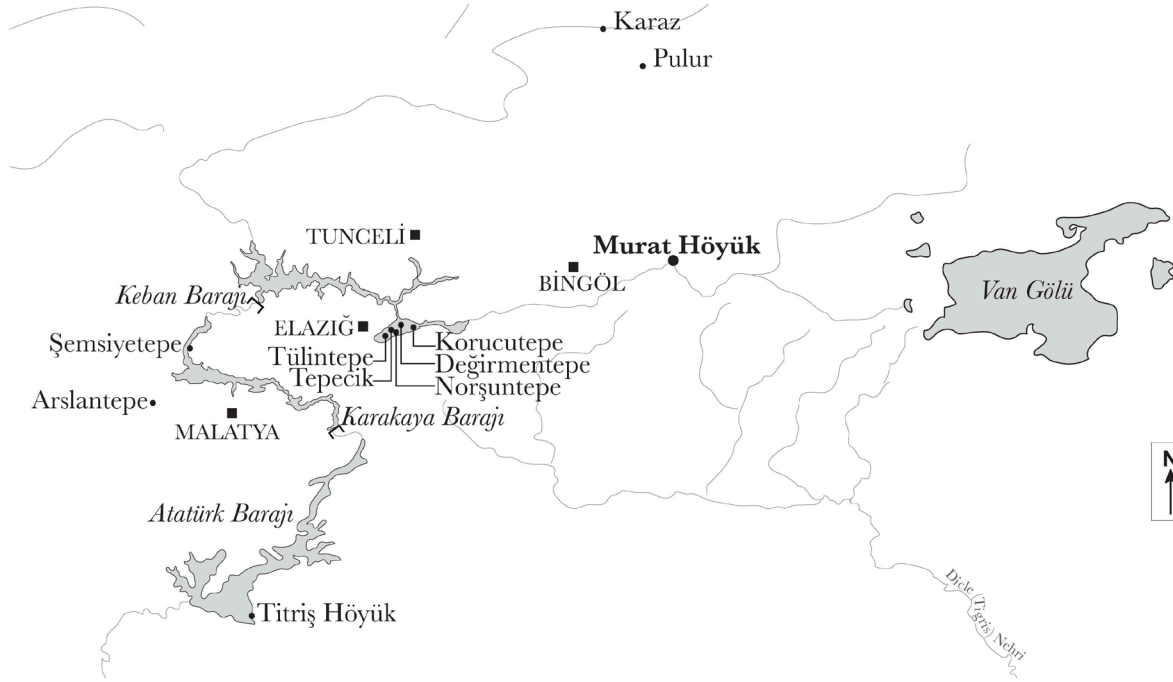 Karaz
Pulur
TUNCELİ
Murat Höyük
BİNGÖL
Van Gölü
Keban Barajı
ELAZIĞ
Şemsiyetepe
Korucutepe
Tülintepe
Değirmentepe
Tepecik
Norşuntepe
Arslantepe
MALATYA
Karakaya Barajı
N
Atatürk Barajı
Titriş Höyük
Dicle (Tigris) Nehri